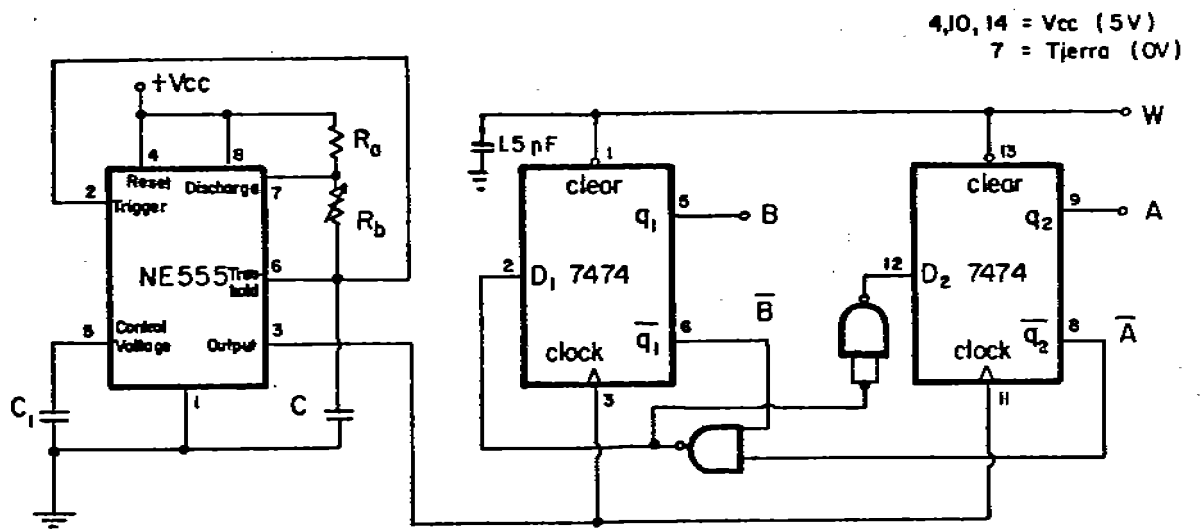 4,10, 14 = Vcc (5V)
7 = Tierra (0V)
+Vcc
W
1.5 nF
Ra
4
8
1
13
Reset
Discharge
7
clear
clear
2
Trigger
5
9
q1
B
q2
A
Rb
6
2
12
NE555
Tres-
hold
D1 7474
D2 7474
B
5
Control
Voltage
3
Output
6
8
A
q1
q2
clock
clock
C1
1
C
3
11